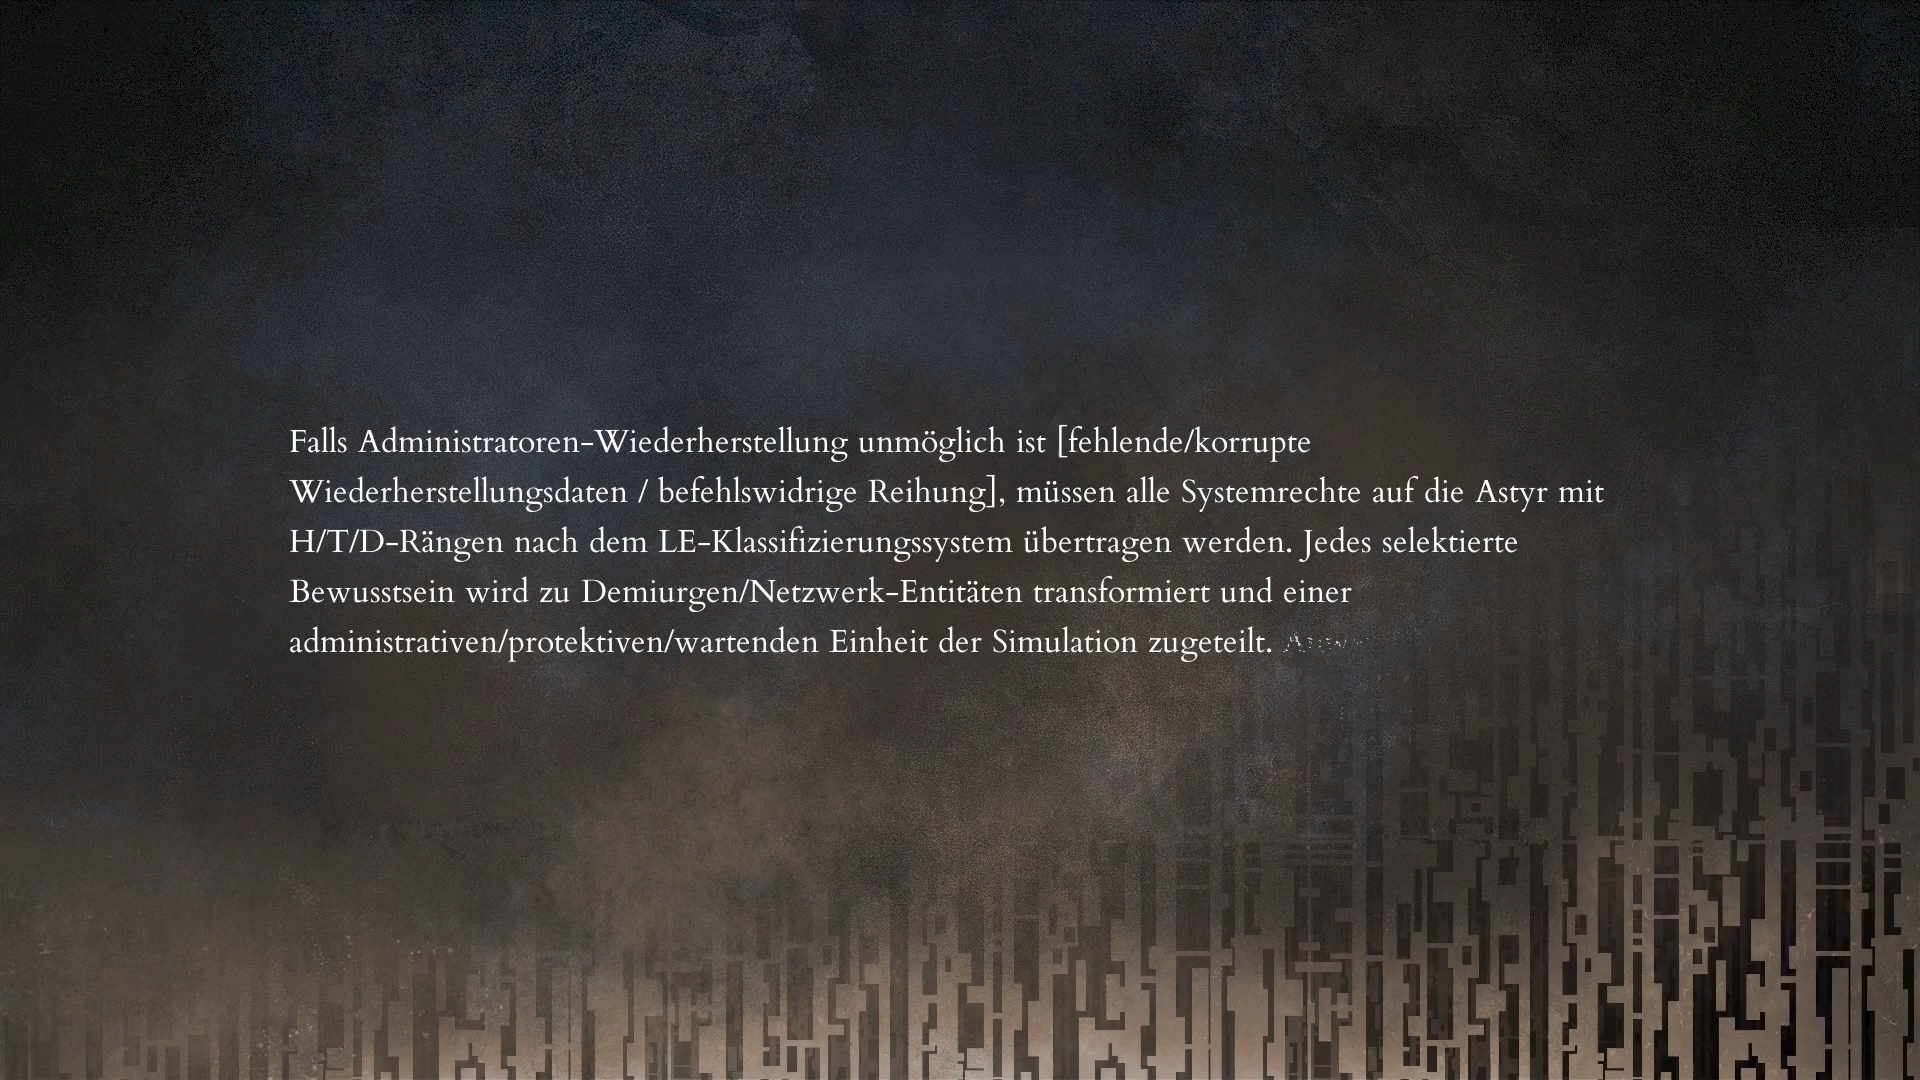 Falls Administratoren-Wiederherstellung unmöglich ist [fehlende/korrupte
Wiederherstellungsdaten / befehlswidrige Reihung], müssen alle Systemrechte auf die Astyr mit
H/T/D-Rängen nach dem LE-Klassifizierungssystem übertragen werden. Jedes selektierte
Bewusstsein wird zu Demiurgen/Netzwerk-Entitäten transformiert und einer
administrativen/protektiven/wartenden Einheit der Simulation zugeteilt.